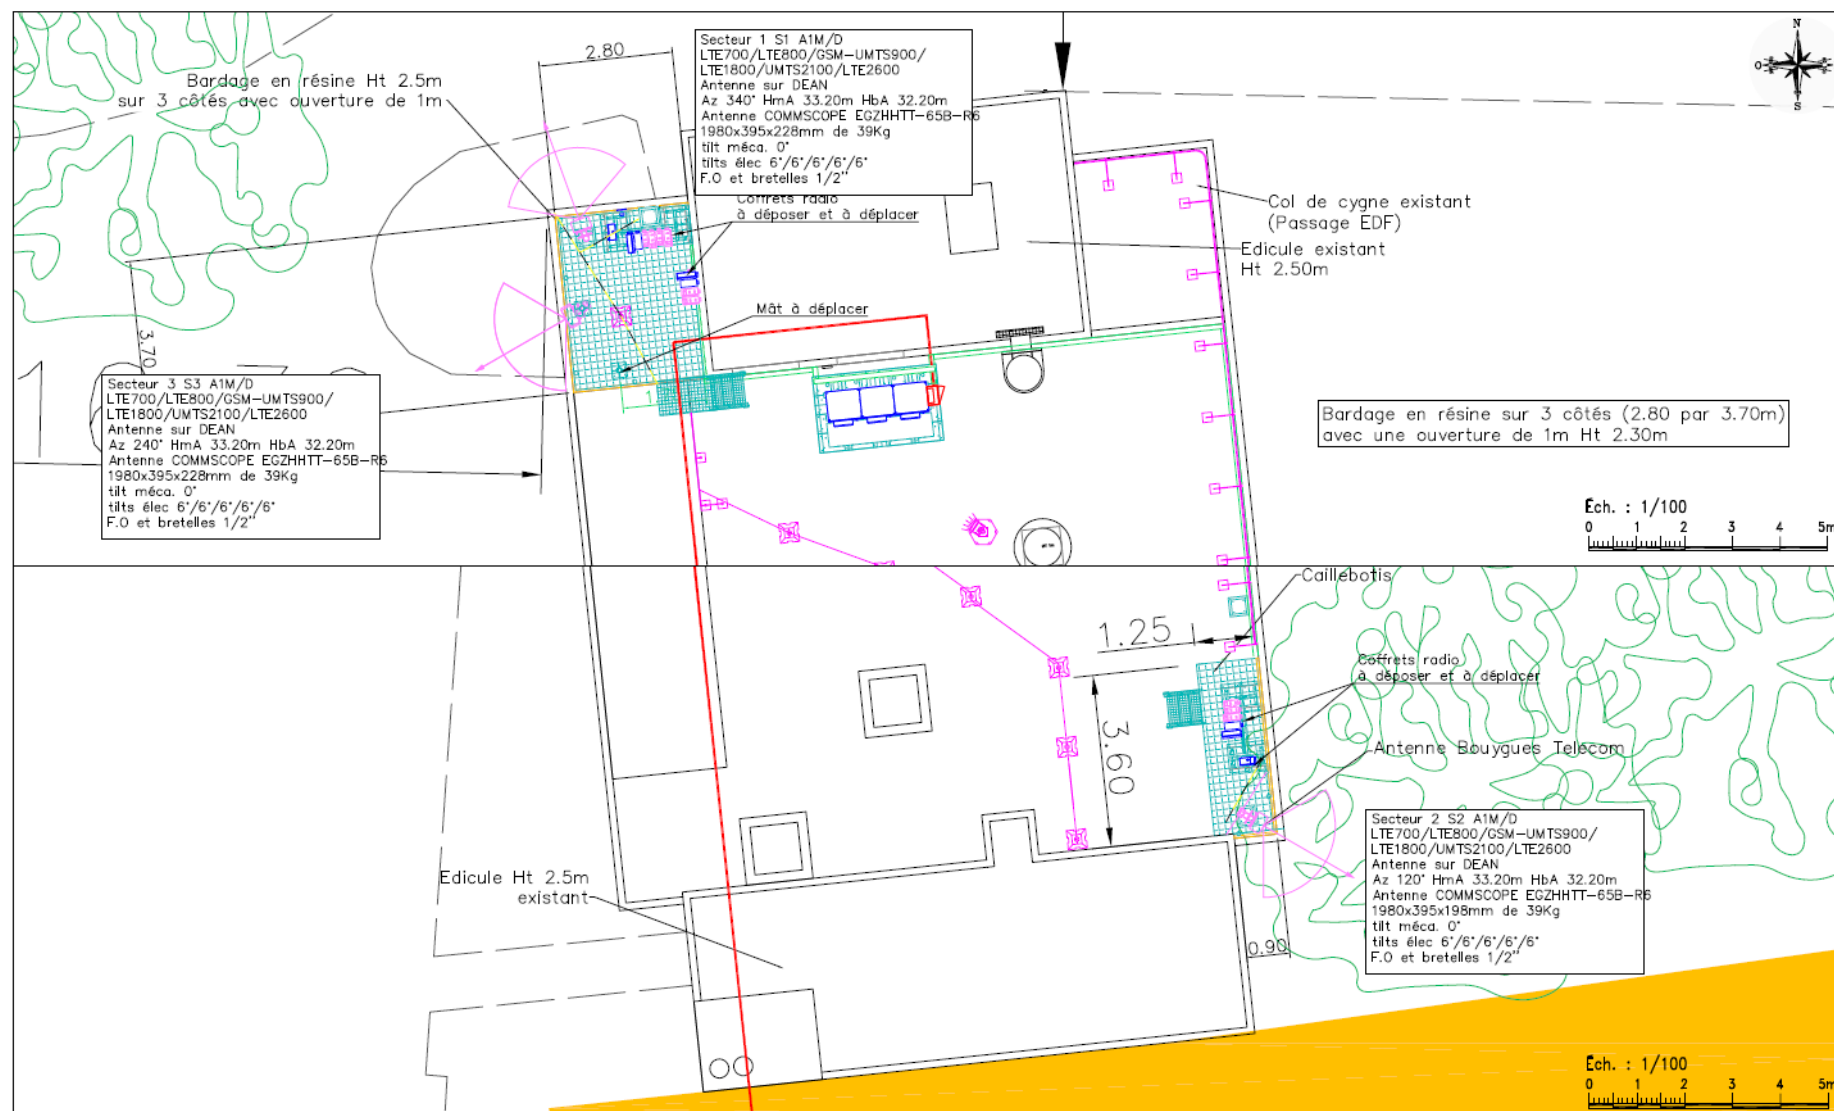 2.80
Bardage en résine Ht 2.5m
sur 3 côtés avec ouverture de 1m
Secteur 1 S1 A1M/D
LTE700/LTE800/GSM-UMTS900/
LTE1800/UMTS2100/LTE2600
Antenne sur DEAN
Az 340° HmA 33.20m HbA 32.20m
Antenne COMMSCOPE EGZHHTT-65B-R6
1980x395x228mm de 39Kg
tilt méca. 0°
tilts élec 6°/6°/6°/6°/6°
F.O et bretelles 1/2"
Coffrets radio
à déposer et à déplacer
N
O
S
Col de cygne existant
(Passage EDF)
Edicule existant
Ht 2.50m
Mât à déplacer
3.70
1
1
Secteur 3 S3 A1M/D
LTE700/LTE800/GSM-UMTS900/
LTE1800/UMTS2100/LTE2600
Antenne sur DEAN
Az 240° HmA 33.20m HbA 32.20m
Antenne COMMSCOPE EGZHHTT-65B-R6
1980x395x228mm de 39Kg
tilt méca. 0°
tilts élec 6°/6°/6°/6°/6°
F.O et bretelles 1/2"
Bardage en résine sur 3 côtés (2.80 par 3.70m)
avec une ouverture de 1m Ht 2.30m
Éch. : 1/100
0 1 2 3 4 5m
Caillebotis
1.25
Coffrets radio
à déposer et à déplacer
3.60
Antenne Bouygues Telecom
Secteur 2 S2 A1M/D
LTE700/LTE800/GSM-UMTS900/
LTE1800/UMTS2100/LTE2600
Antenne sur DEAN
Az 120° HmA 33.20m HbA 32.20m
Antenne COMMSCOPE EGZHHTT-65B-R6
1980x395x198mm de 39Kg
tilt méca. 0°
tilts élec 6°/6°/6°/6°/6°
F.O et bretelles 1/2"
Edicule Ht 2.5m
existant
0.90
Éch. : 1/100
0 1 2 3 4 5m